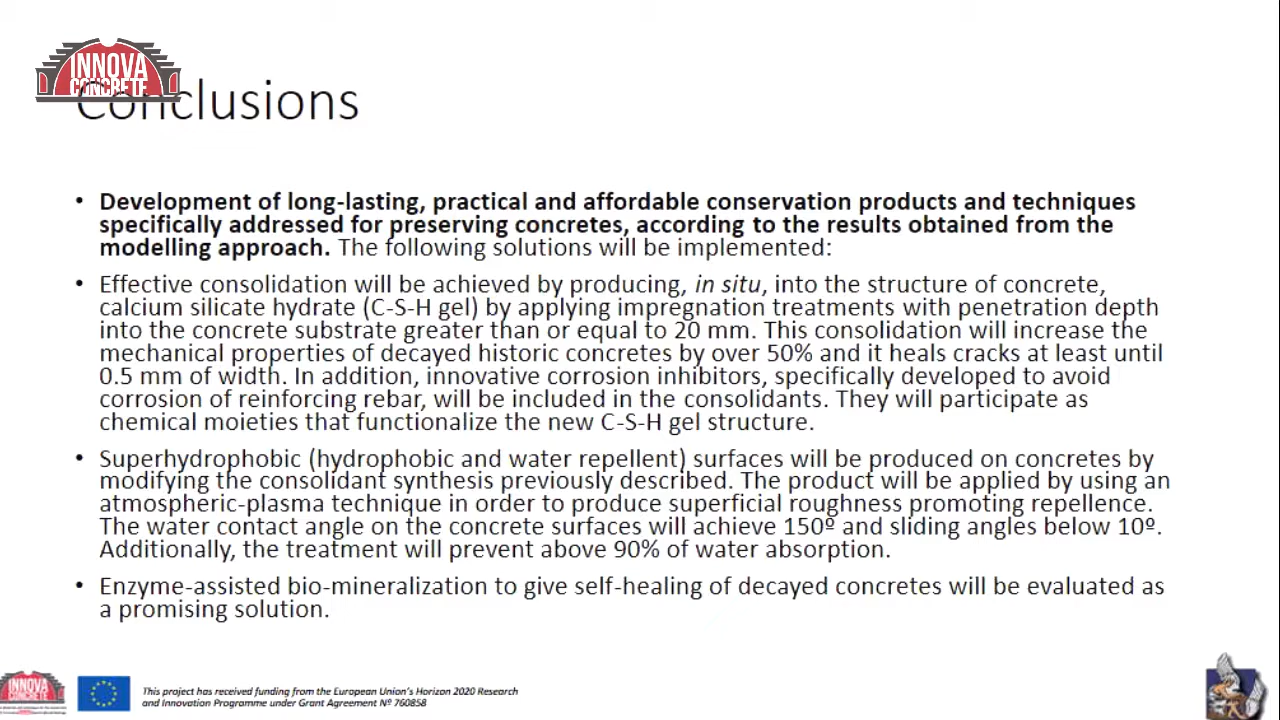 INNOVA
CONCRETE
Conclusions
• Development of long-lasting, practical and affordable conservation products and techniques
specifically addressed for preserving concretes, according to the results obtained from the
modelling approach. The following solutions will be implemented:
• Effective consolidation will be achieved by producing, in situ, into the structure of concrete,
calcium silicate hydrate (C-S-H gel) by applying impregnation treatments with penetration depth
into the concrete substrate greater than or equal to 20 mm. This consolidation will increase the
mechanical properties of decayed historic concretes by over 50% and it heals cracks at least until
0.5 mm of width. In addition, innovative corrosion inhibitors, specifically developed to avoid
corrosion of reinforcing rebar, will be included in the consolidants. They will participate as
chemical moieties that functionalize the new C-S-H gel structure.
• Superhydrophobic (hydrophobic and water repellent) surfaces will be produced on concretes by
modifying the consolidant synthesis previously described. The product will be applied by using an
atmospheric-plasma technique in order to produce superficial roughness promoting repellence.
The water contact angle on the concrete surfaces will achieve 150º and sliding angles below 10º.
Additionally, the treatment will prevent above 90% of water absorption.
• Enzyme-assisted bio-mineralization to give self-healing of decayed concretes will be evaluated as
a promising solution.
INNOVA
CONCRETE
This project has received funding from the European Union's Horizon 2020 Research
and Innovation Programme under Grant Agreement Nº 760858